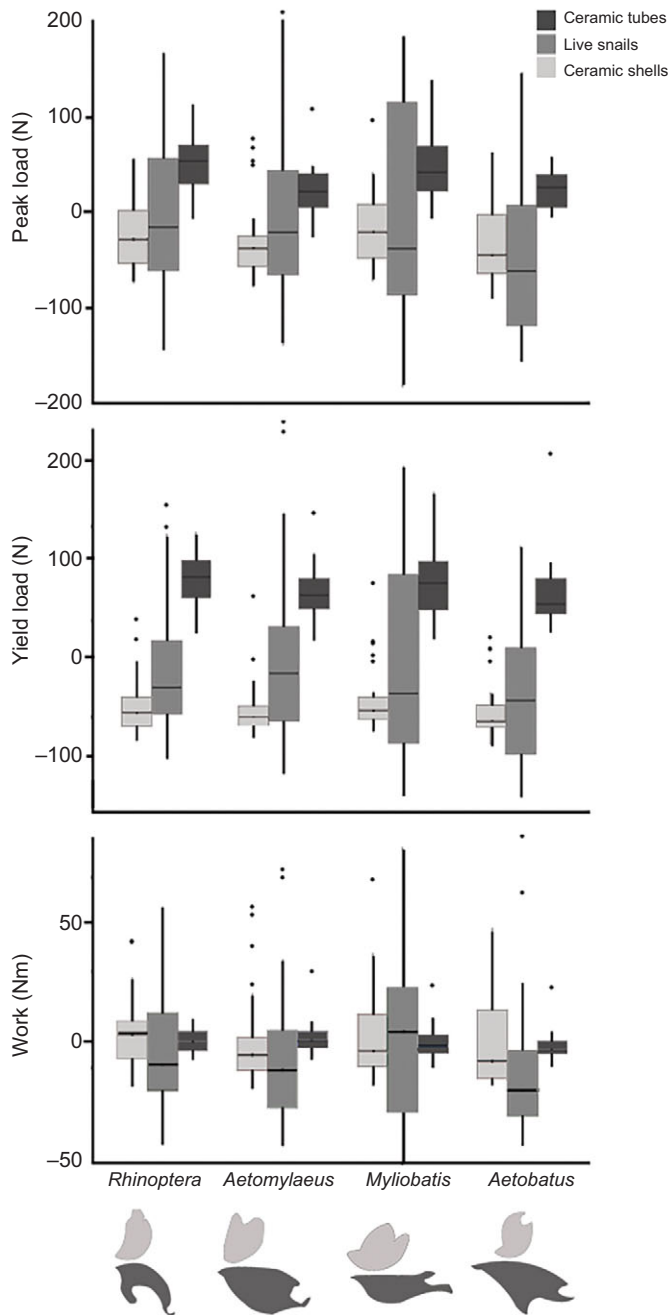 Ceramic tubes
Live snails
Ceramic shells
Peak load (N)
200
100
0
–100
–200
Yield load (N)
200
100
0
–100
Work (Nm)
50
0
–50
Rhinoptera Aetomylaeus Myliobatis Aetobatus